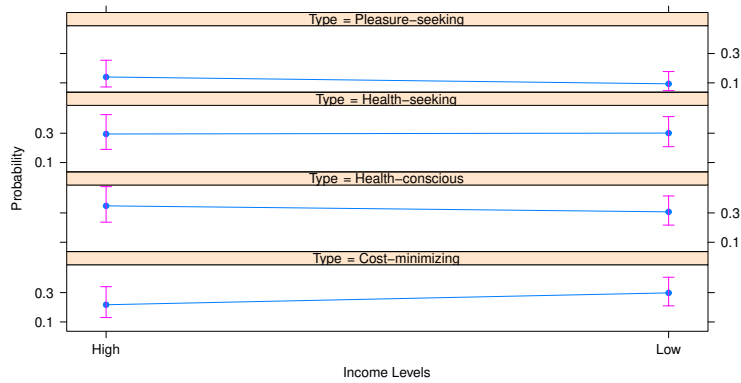 Type = Pleasure−seeking
0.3
0.1
Type = Health−seeking
0.3
0.1
Type = Health−conscious
0.3
0.1
Type = Cost−minimizing
0.3
0.1
Probability
High Low
Income Levels